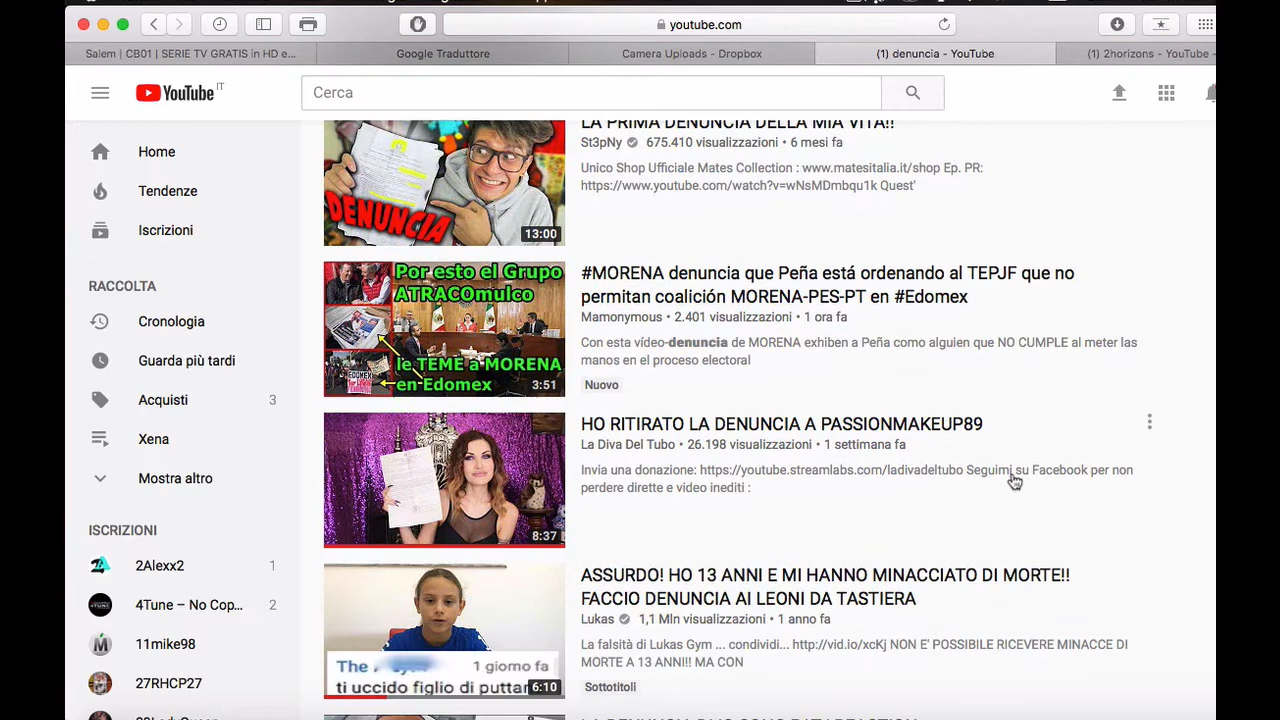 youtube.com
Salem | CB01 | SERIE TV GRATIS in HD e...
Google Traduttore
Camera Uploads - Dropbox
(1) denuncia - YouTube
(1) 2horizons - YouTube -
YouTube IT
Cerca
Home
Tendenze
Iscrizioni
RACCOLTA
Cronologia
Guarda più tardi
Acquisti 3
Xena
Mostra altro
ISCRIZIONI
2Alexx2 1
4Tune – No Cop... 2
11mike98
27RHCP27
DENUNCIA
13:00
LA PRIMA DENUNCIA DELLA MIA VITA!!
St3pNy 675.410 visualizzazioni • 6 mesi fa
Unico Shop Ufficiale Mates Collection : www.matesitalia.it/shop Ep. PR:
https://www.youtube.com/watch?v=wNsMDmbqu1k Quest'
Por esto el Grupo
ATRACOmulco
le TEME a MORENA
en Edomex
3:51
#MORENA denuncia que Peña está ordenando al TEPJF que no
permitan coalición MORENA-PES-PT en #Edomex
Mamonymous • 2.401 visualizzazioni • 1 ora fa
Con esta vídeo-denuncia de MORENA exhiben a Peña como alguien que NO CUMPLE al meter las
manos en el proceso electoral
Nuovo
8:37
HO RITIRATO LA DENUNCIA A PASSIONMAKEUP89
La Diva Del Tubo • 26.198 visualizzazioni • 1 settimana fa
Invia una donazione: https://youtube.streamlabs.com/ladivadeltubo Seguimi su Facebook per non
perdere dirette e video inediti :
The
1 giorno fa
ti uccido figlio di puttan
6:10
ASSURDO! HO 13 ANNI E MI HANNO MINACCIATO DI MORTE!!
FACCIO DENUNCIA AI LEONI DA TASTIERA
Lukas 1,1 Mln visualizzazioni • 1 anno fa
La falsità di Lukas Gym ... condividi... http://vid.io/xcKj NON E' POSSIBILE RICEVERE MINACCE DI
MORTE A 13 ANNI!! MA CON
Sottotitoli